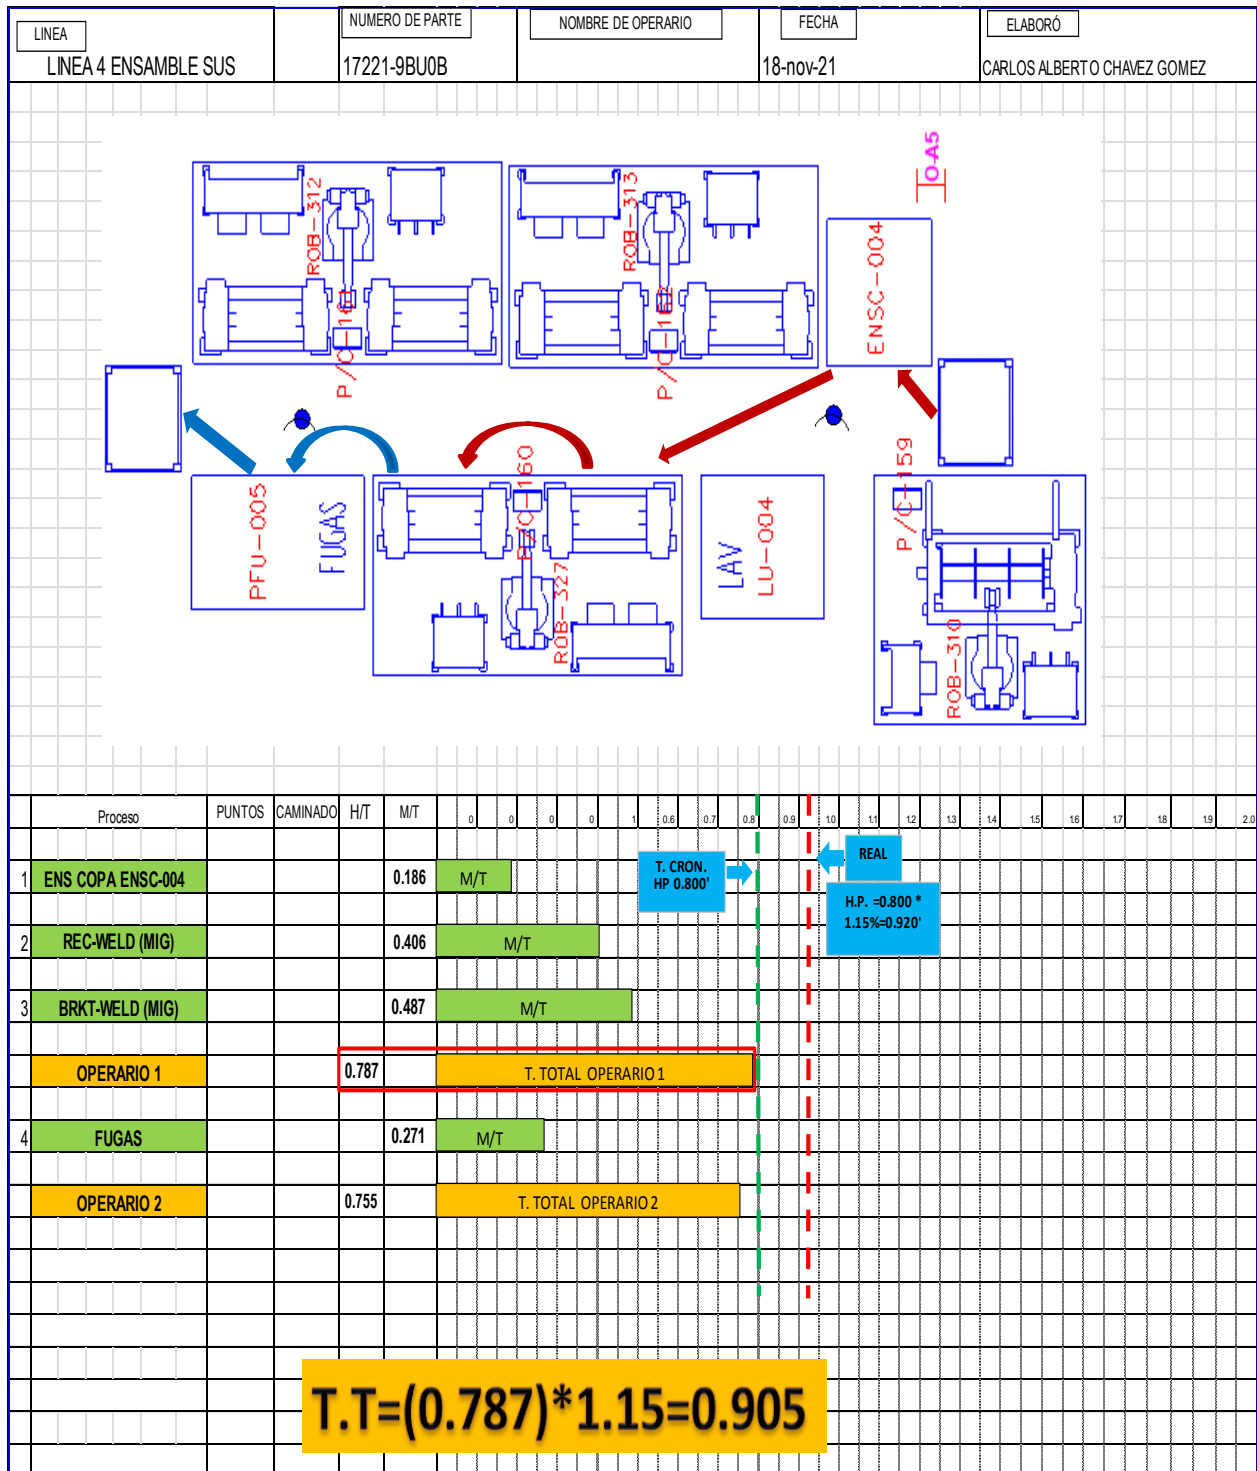 LINEA
NUMERO DE PARTE
NOMBRE DE OPERARIO
FECHA
ELABORÓ
LINEA 4 ENSAMBLE SUS
17221-9BU0B
18-nov-21
CARLOS ALBERTO CHAVEZ GOMEZ
O-A5
ROB-312
P/C-161
ROB-313
P/C-162
ENSC-004
PFU-005
FUGAS
P/C-160
ROB-327
LAV
LU-004
P/C-159
ROB-310
Proceso PUNTOS CAMINADO H/T M/T 0 0 0 0 1 0.6 0.7 0.8 0.9 1.0 1.1 1.2 1.3 1.4 1.5 1.6 1.7 1.8 1.9 2.0
T. CRON.
HP 0.800'
REAL
H.P. =0.800 *
1.15%=0.920'
1 ENS COPA ENSC-004 0.186 M/T
2 REC-WELD (MIG) 0.406 M/T
3 BRKT-WELD (MIG) 0.487 M/T
OPERARIO 1 0.787 T. TOTAL OPERARIO 1
4 FUGAS 0.271 M/T
OPERARIO 2 0.755 T. TOTAL OPERARIO 2
T.T=(0.787)*1.15=0.905